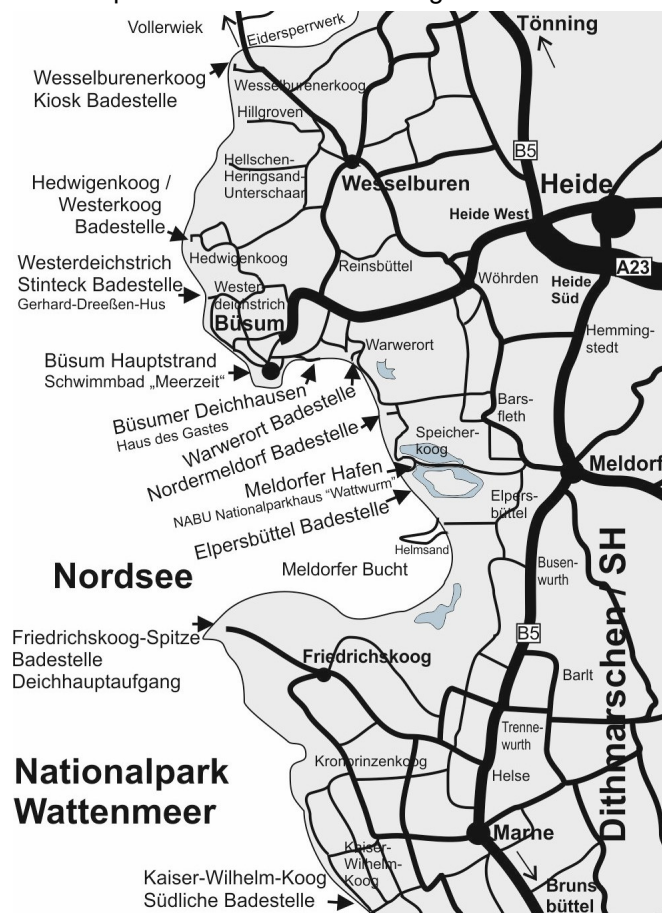 Vollerwiek
Eidersperrwerk
Tönning
Wesselburenerkoog
Kiosk Badestelle
Wesselburenerkoog
Hillgroven
B5
Hellschen-
Heringsand-
Unterschaar
Wesselburen
Heide
Hedwigenkoog /
Westerkoog
Badestelle
Heide West
Hedwigenkoog
Reinsbüttel
Wöhrden
Heide
Süd
A23
Westerdeichstrich
Stinteck Badestelle
Gerhard-Dreeßen-Hus
Wester
deichstrich
Büsum
Hemming-
stedt
Warwerort
Büsum Hauptstrand
Schwimmbad „Meerzeit“
Büsumer Deichhausen
Haus des Gastes
Warwerort Badestelle
Nordermeldorf Badestelle
Bars-
fleth
Speicher-
koog
Meldorfer Hafen
NABU Nationalparkhaus “Wattwurm”
Meldorf
Elpersbüttel Badestelle
Elpers-
büttel
Helmsand
Nordsee
Meldorfer Bucht
Busen-
wurth
Dithmarschen / SH
Friedrichskoog-Spitze
Badestelle
Deichhauptaufgang
B5
Friedrichskoog
Barlt
Trenne-
wurth
Kronprinzenkoog
Helse
Nationalpark
Wattenmeer
Marne
Kaiser-
Wilhelm-
Koog
Kaiser-Wilhelm-Koog
Südliche Badestelle
Bruns
büttel